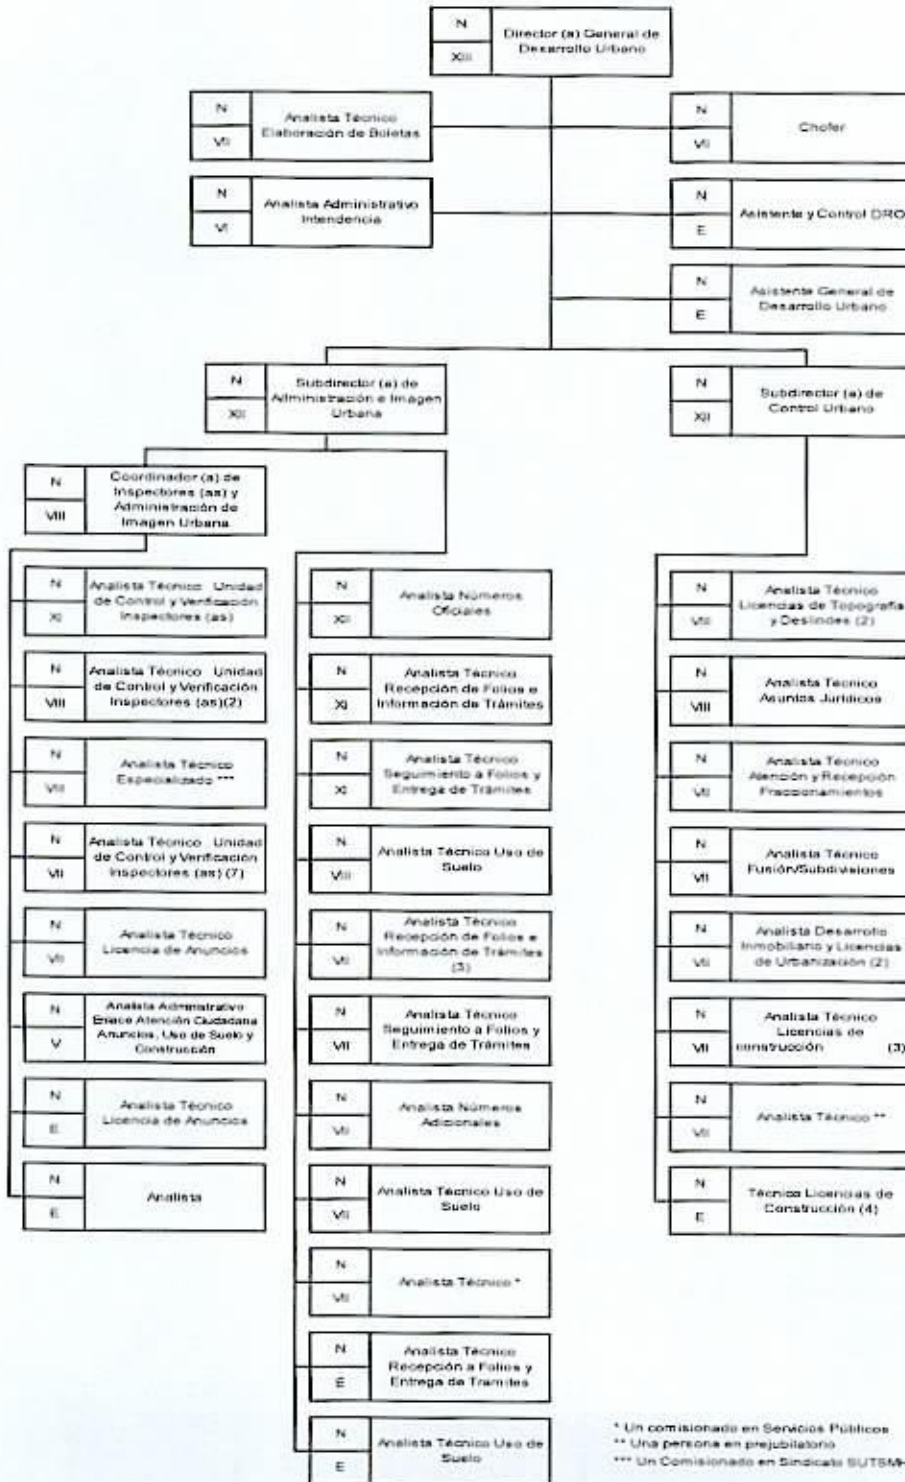 N
XIII
Director (a) General de
Desarrollo Urbano
N
VII
Analista Técnico
Elaboración de Boletas
N
VII
Chofer
N
VI
Analista Administrativo
Intendencia
N
E
Asistente y Control DRO
N
E
Asistente General de
Desarrollo Urbano
N
XII
Subdirector (a) de
Administración e Imagen
Urbana
N
XII
Subdirector (a) de
Control Urbano
N
VIII
Coordinador (a) de
Inspectores (as) y
Administración de
Imagen Urbana
N
XI
Analista Técnico Unidad
de Control y Verificación
Inspectores (as)
N
VIII
Analista Técnico Unidad
de Control y Verificación
Inspectores (as)(2)
N
VIII
Analista Técnico
Especializado ***
N
VII
Analista Técnico Unidad
de Control y Verificación
Inspectores (as) (7)
N
VII
Analista Técnico
Licencia de Anuncios
N
V
Analista Administrativo
Enlace Atención Ciudadana
Anuncios, Uso de Suelo y
Construcción
N
E
Analista Técnico
Licencia de Anuncios
N
E
Analista
N
XII
Analista Números
Oficiales
N
XI
Analista Técnico
Recepción de Folios e
Información de Trámites
N
XI
Analista Técnico
Seguimiento a Folios y
Entrega de Trámites
N
VIII
Analista Técnico Uso de
Suelo
N
VII
Analista Técnico
Recepción de Folios e
Información de Trámites
(3)
N
VII
Analista Técnico
Seguimiento a Folios y
Entrega de Trámites
N
VII
Analista Números
Adicionales
N
VII
Analista Técnico Uso de
Suelo
N
VII
Analista Técnico *
N
E
Analista Técnico
Recepción a Folios y
Entrega de Tramites
N
E
Analista Técnico Uso de
Suelo
N
VIII
Analista Técnico
Licencias de Topografía
y Deslindes (2)
N
VIII
Analista Técnico
Asuntos Jurídicos
N
VII
Analista Técnico
Atención y Recepción
Fraccionamientos
N
VII
Analista Técnico
Fusión/Subdivisiones
N
VII
Analista Desarrollo
Inmobiliario y Licencias
de Urbanización (2)
N
VII
Analista Técnico
Licencias de
construcción (3)
N
VII
Analista Técnico **
N
E
Técnico Licencias de
Construcción (4)
* Un comisionado en Servicios Públicos
** Una persona en prejubilatorio
*** Un Comisionado en Sindicato